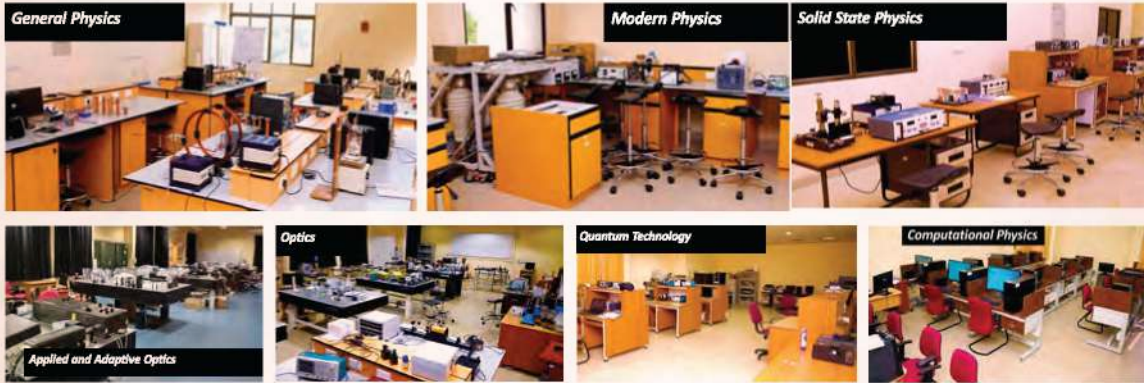 General Physics
Modern Physics
Solid State Physics
Applied and Adaptive Optics
Optics
Quantum Technology
Computational Physics